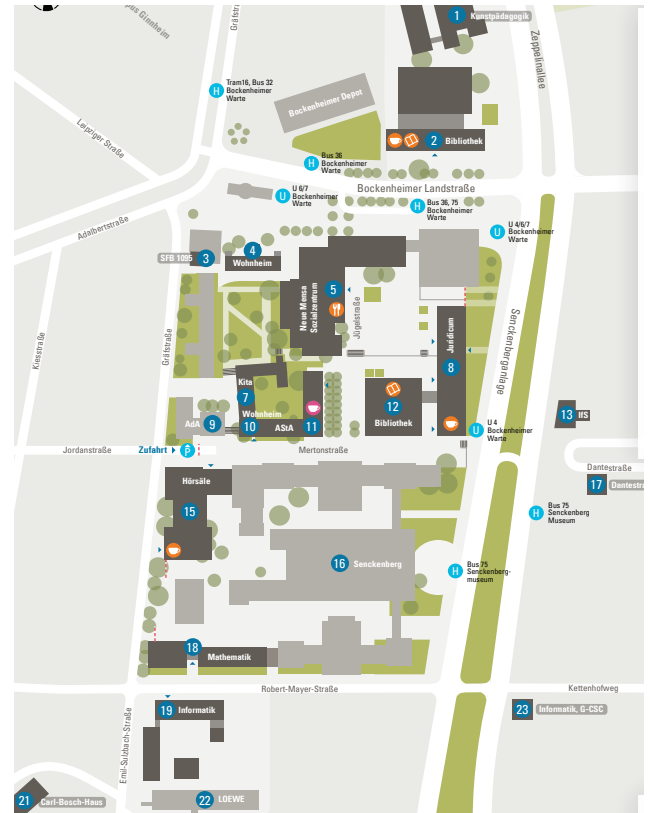 us Ginnheim
Gräfstra
1
Kunstpädagogik
Zeppelinallee
H
Tram16, Bus 32
Bockenheimer
Warte
Bockenheimer Depot
Leipziger Straße
2
Bibliothek
H
Bus 36
Bockenheimer
Warte
Bockenheimer Landstraße
U
U 6/7
Bockenheimer
Warte
H
Bus 36, 75
Bockenheimer
Warte
U
U 4/6/7
Bockenheimer
Warte
Adalbertstraße
SFB 1095
3
4
Wohnheim
5
Neue Mensa
Sozialzentrum
Jügelstraße
Senckenberganlage
Kiesstraße
Gräfstraße
Juridicum
8
Kita
7
Wohnheim
12
Bibliothek
AdA
9
10
AStA
11
13
IfS
U
U 4
Bockenheimer
Warte
Jordanstraße
Zufahrt
P
Mertonstraße
Dantestraße
17
Dantestra
Hörsäle
15
H
Bus 75
Senckenberg
Museum
16
Senckenberg
H
Bus 75
Senckenberg-
museum
18
Mathematik
Robert-Mayer-Straße
Kettenhofweg
19
Informatik
23
Informatik, G-CSC
Emil-Sulzbach-Straße
21
Carl-Bosch-Haus
22
LOEWE